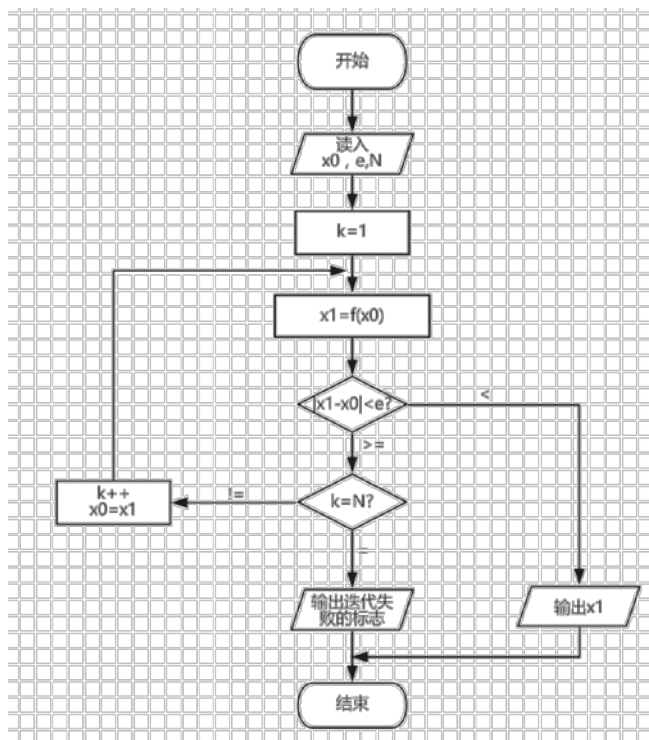 开始
读入
x0，e,N
k=1
x1=f(x0)
|x1-x0|<e?
<
>=
k++
x0=x1
!=
k=N?
=
输出迭代失
败的标志
输出x1
结束